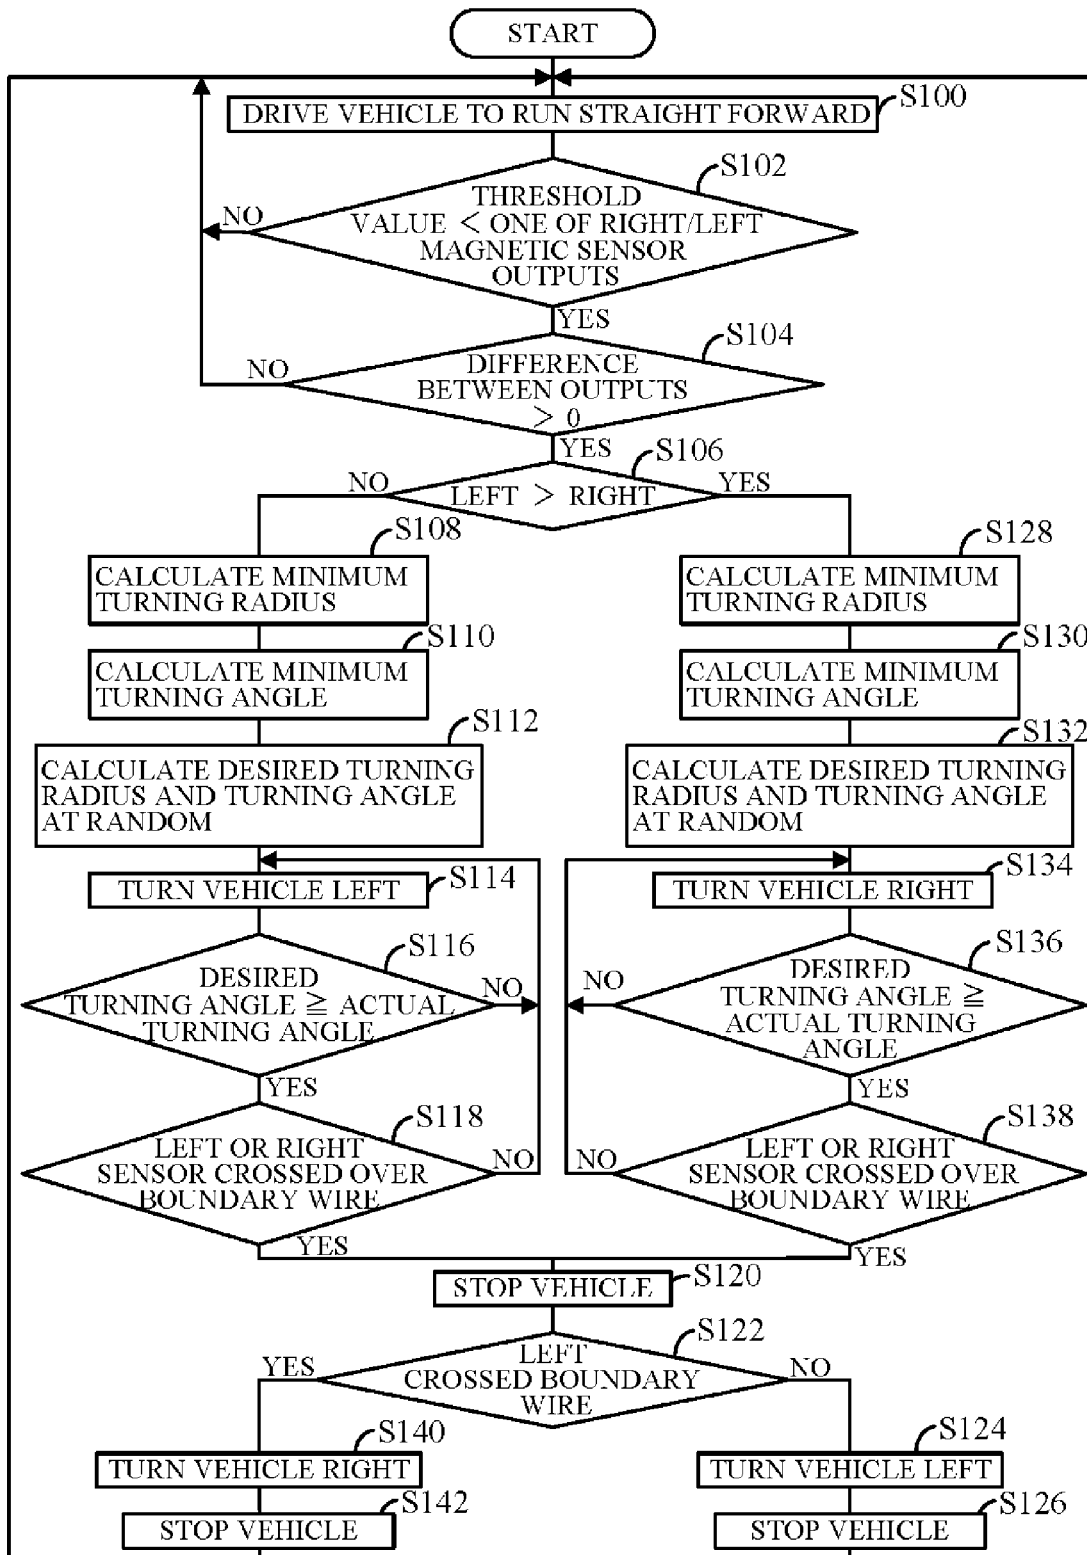 START
S100
DRIVE VEHICLE TO RUN STRAIGHT FORWARD
S102
THRESHOLD
VALUE < ONE OF RIGHT/LEFT
MAGNETIC SENSOR
OUTPUTS
NO
YES
S104
DIFFERENCE
BETWEEN OUTPUTS
> 0
NO
YES
S106
LEFT > RIGHT
NO
YES
S108
CALCULATE MINIMUM
TURNING RADIUS
S110
CALCULATE MINIMUM
TURNING ANGLE
S112
CALCULATE DESIRED TURNING
RADIUS AND TURNING ANGLE
AT RANDOM
S114
TURN VEHICLE LEFT
S116
DESIRED
TURNING ANGLE ≧ ACTUAL
TURNING ANGLE
NO
YES
S118
LEFT OR RIGHT
SENSOR CROSSED OVER
BOUNDARY WIRE
NO
YES
S128
CALCULATE MINIMUM
TURNING RADIUS
S130
CALCULATE MINIMUM
TURNING ANGLE
S132
CALCULATE DESIRED TURNING
RADIUS AND TURNING ANGLE
AT RANDOM
S134
TURN VEHICLE RIGHT
S136
DESIRED
TURNING ANGLE ≧
ACTUAL TURNING
ANGLE
NO
YES
S138
LEFT OR RIGHT
SENSOR CROSSED OVER
BOUNDARY WIRE
NO
YES
S120
STOP VEHICLE
S122
LEFT
CROSSED BOUNDARY
WIRE
YES
NO
S140
TURN VEHICLE RIGHT
S142
STOP VEHICLE
S124
TURN VEHICLE LEFT
S126
STOP VEHICLE